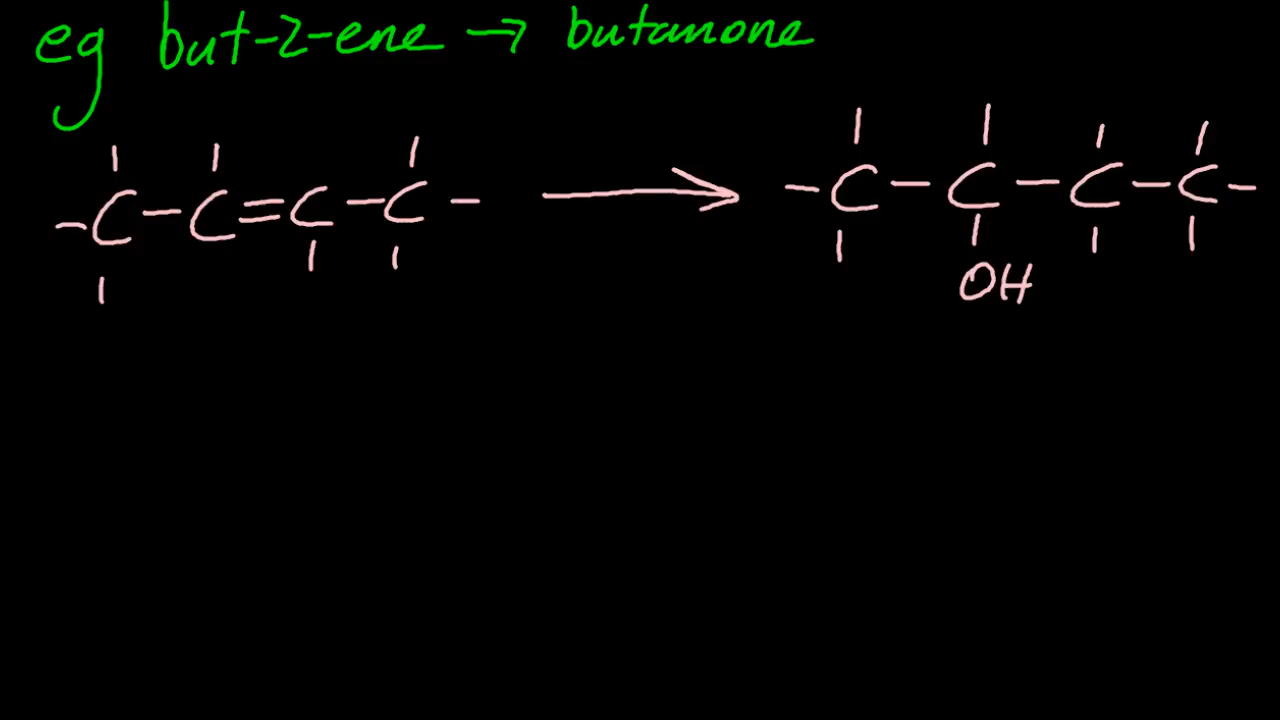 eg but-2-ene → butanone
- C - C = C - C - → - C - C - C - C -
OH